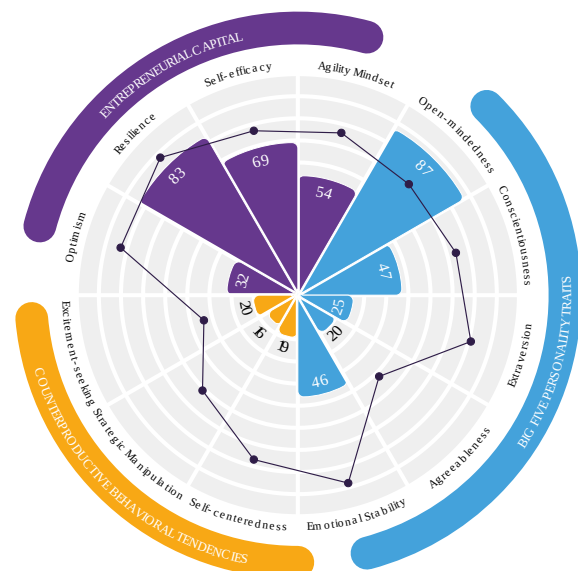 ENTREPRENEURIAL CAPITAL
Self-efficacy
Agility Mindset
Resilience
Open-mindedness
Optimism
Conscientiousness
83
69
54
87
32
47
20
25
16
19
20
46
Excitement-seeking
Extraversion
BIG FIVE PERSONALITY TRAITS
Strategic Manipulation
Agreeableness
Self-centeredness
Emotional Stability
COUNTERPRODUCTIVE BEHAVIORAL TENDENCIES